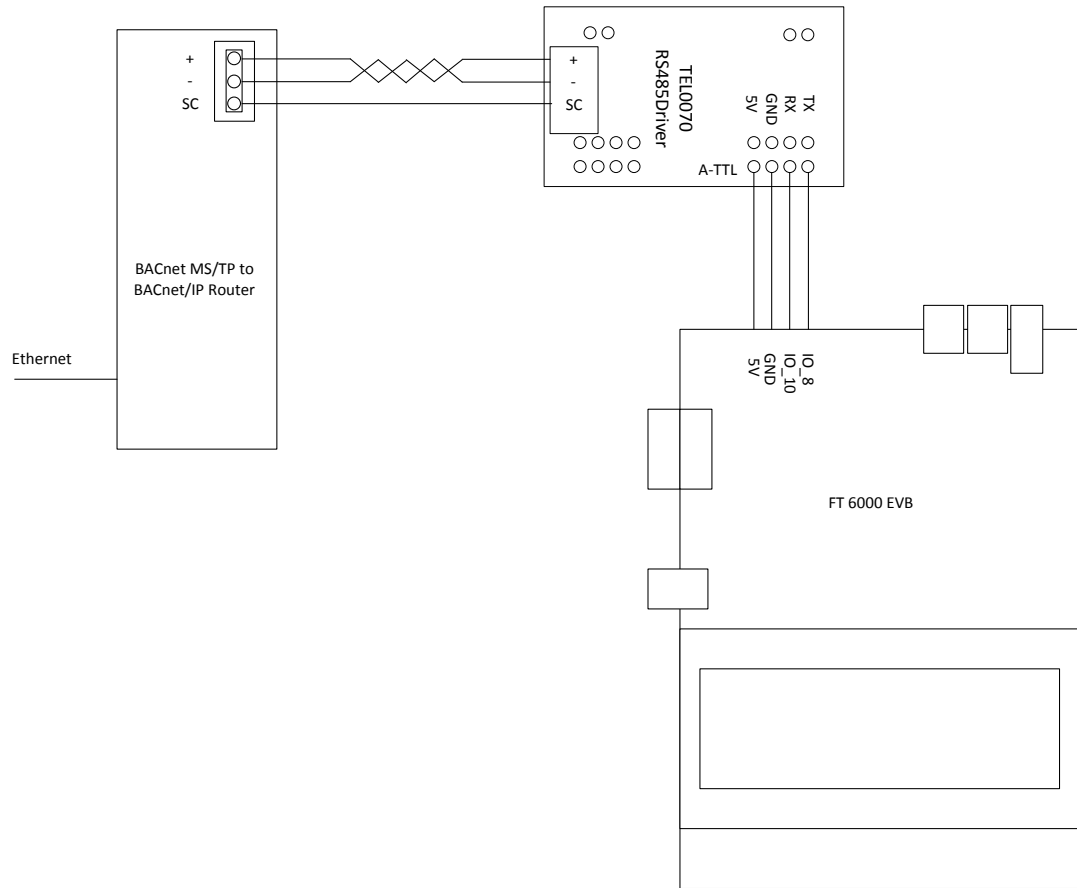 +
-
SC
BACnet MS/TP to
BACnet/IP Router
Ethernet
+
-
SC
TEL0070
RS485Driver
5V
GND
RX
TX
A-TTL
5V
GND
IO_10
IO_8
FT 6000 EVB